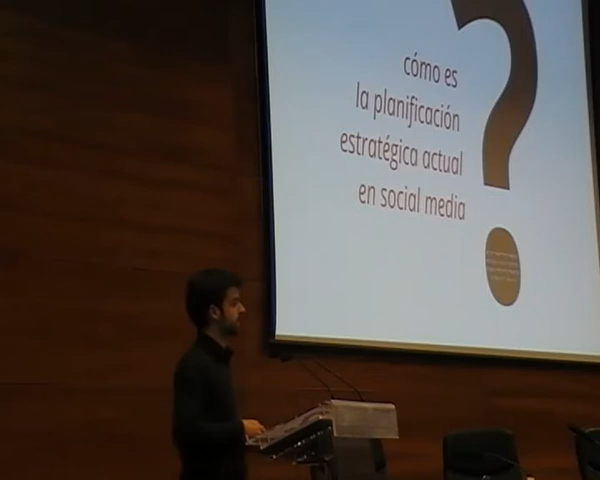 cómo es
la planificación
estratégica actual
en social media
?